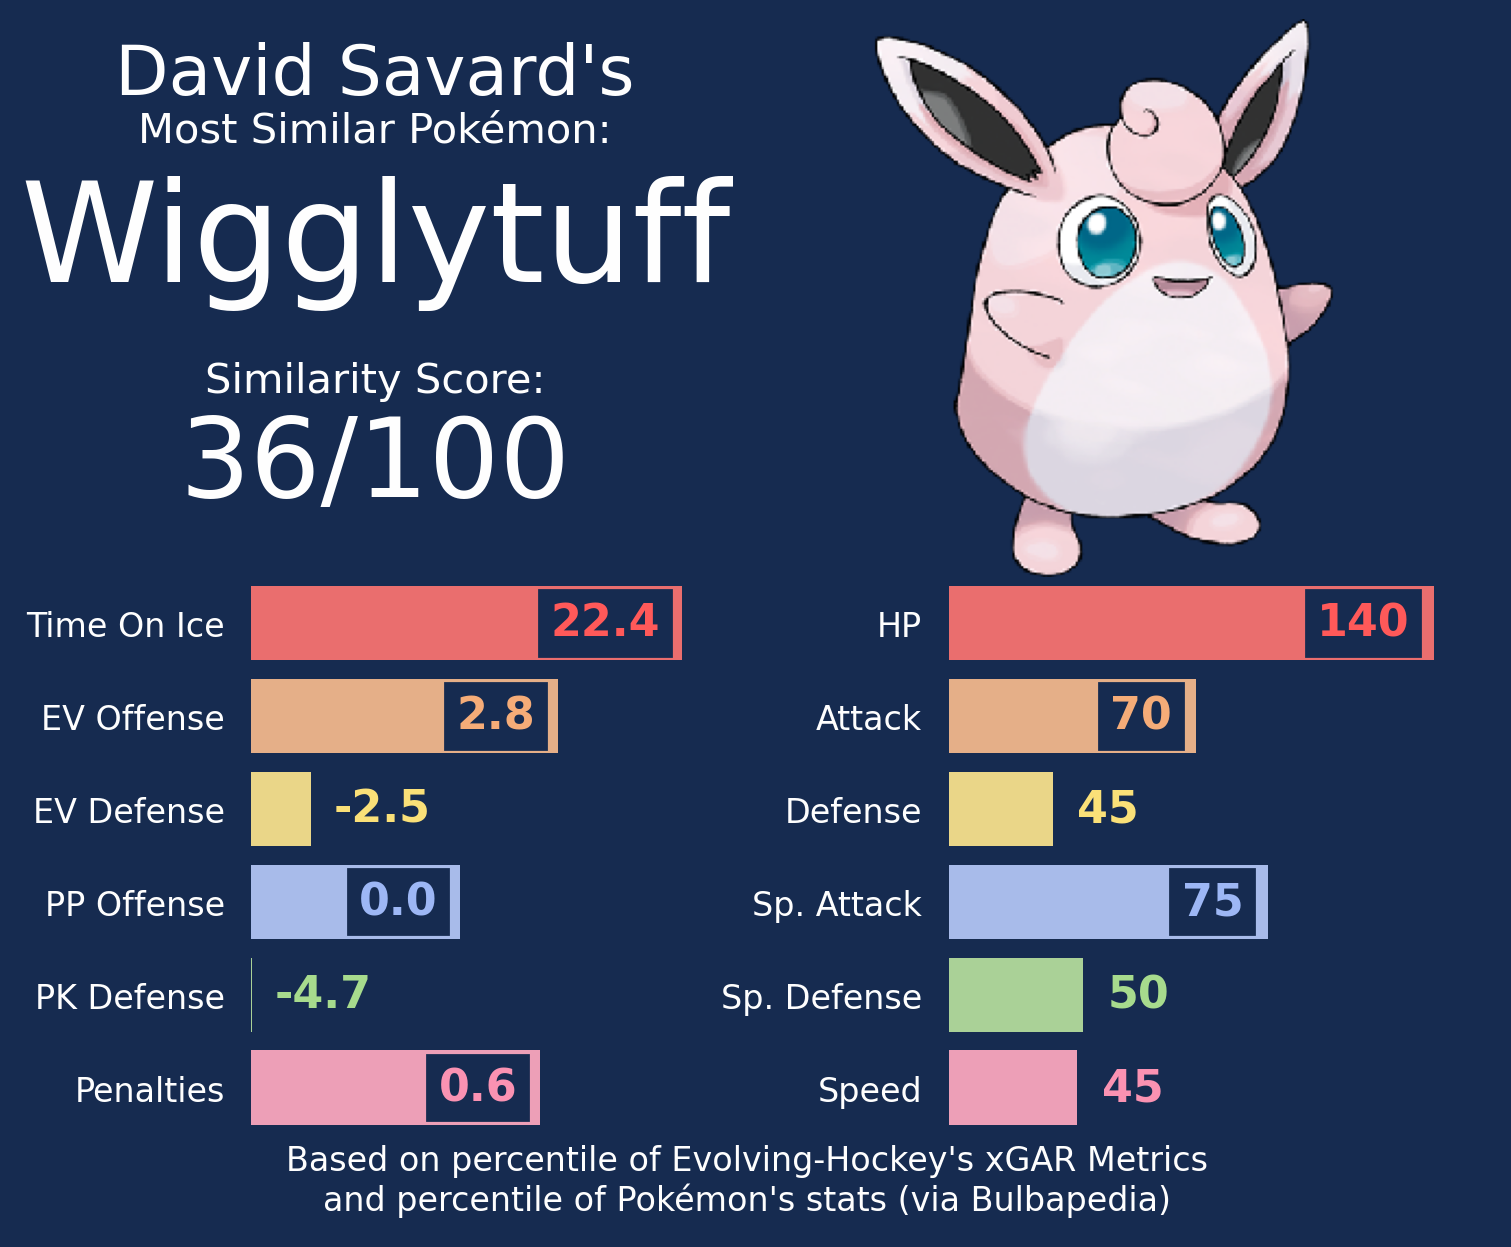 David Savard's
Most Similar Pokémon:
Wigglytuff
Similarity Score:
36/100
Time On Ice 22.4
EV Offense 2.8
EV Defense -2.5
PP Offense 0.0
PK Defense -4.7
Penalties 0.6
HP 140
Attack 70
Defense 45
Sp. Attack 75
Sp. Defense 50
Speed 45
Based on percentile of Evolving-Hockey's xGAR Metrics
and percentile of Pokémon's stats (via Bulbapedia)